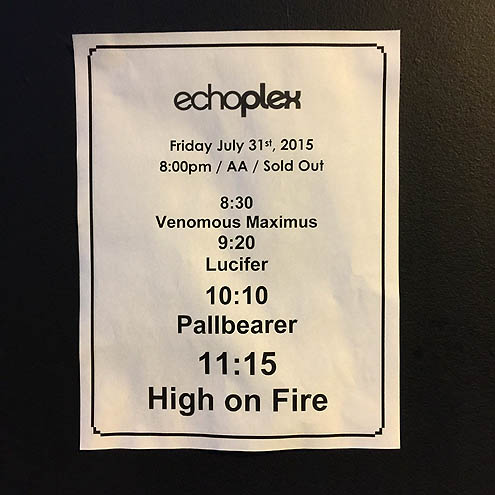 echoplex
Friday July 31st, 2015
8:00pm / AA / Sold Out
8:30
Venomous Maximus
9:20
Lucifer
10:10
Pallbearer
11:15
High on Fire